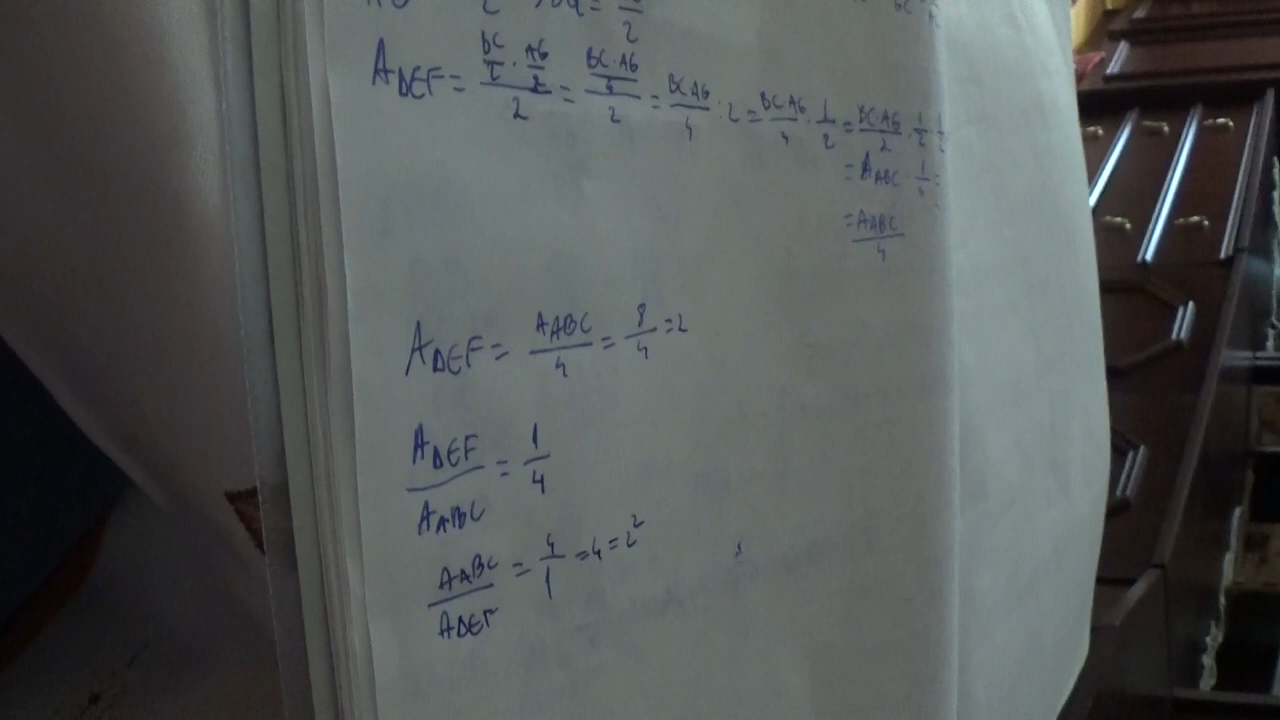 A_DEF = (BC/2 · AG/2)/2 = (BC·AG/4)/2 = BC·AG/4 · 2 = BC·AG/4 · 1/2 = BC·AG/2 · 1/2 · 1/2
= A_ABC · 1/4 =
= A_ABC/4
A_DEF = A_ABC/4 = 8/4 = 2
A_DEF/A_ABC = 1/4
A_ABC/A_DEF = 4/1 = 4 = 2²